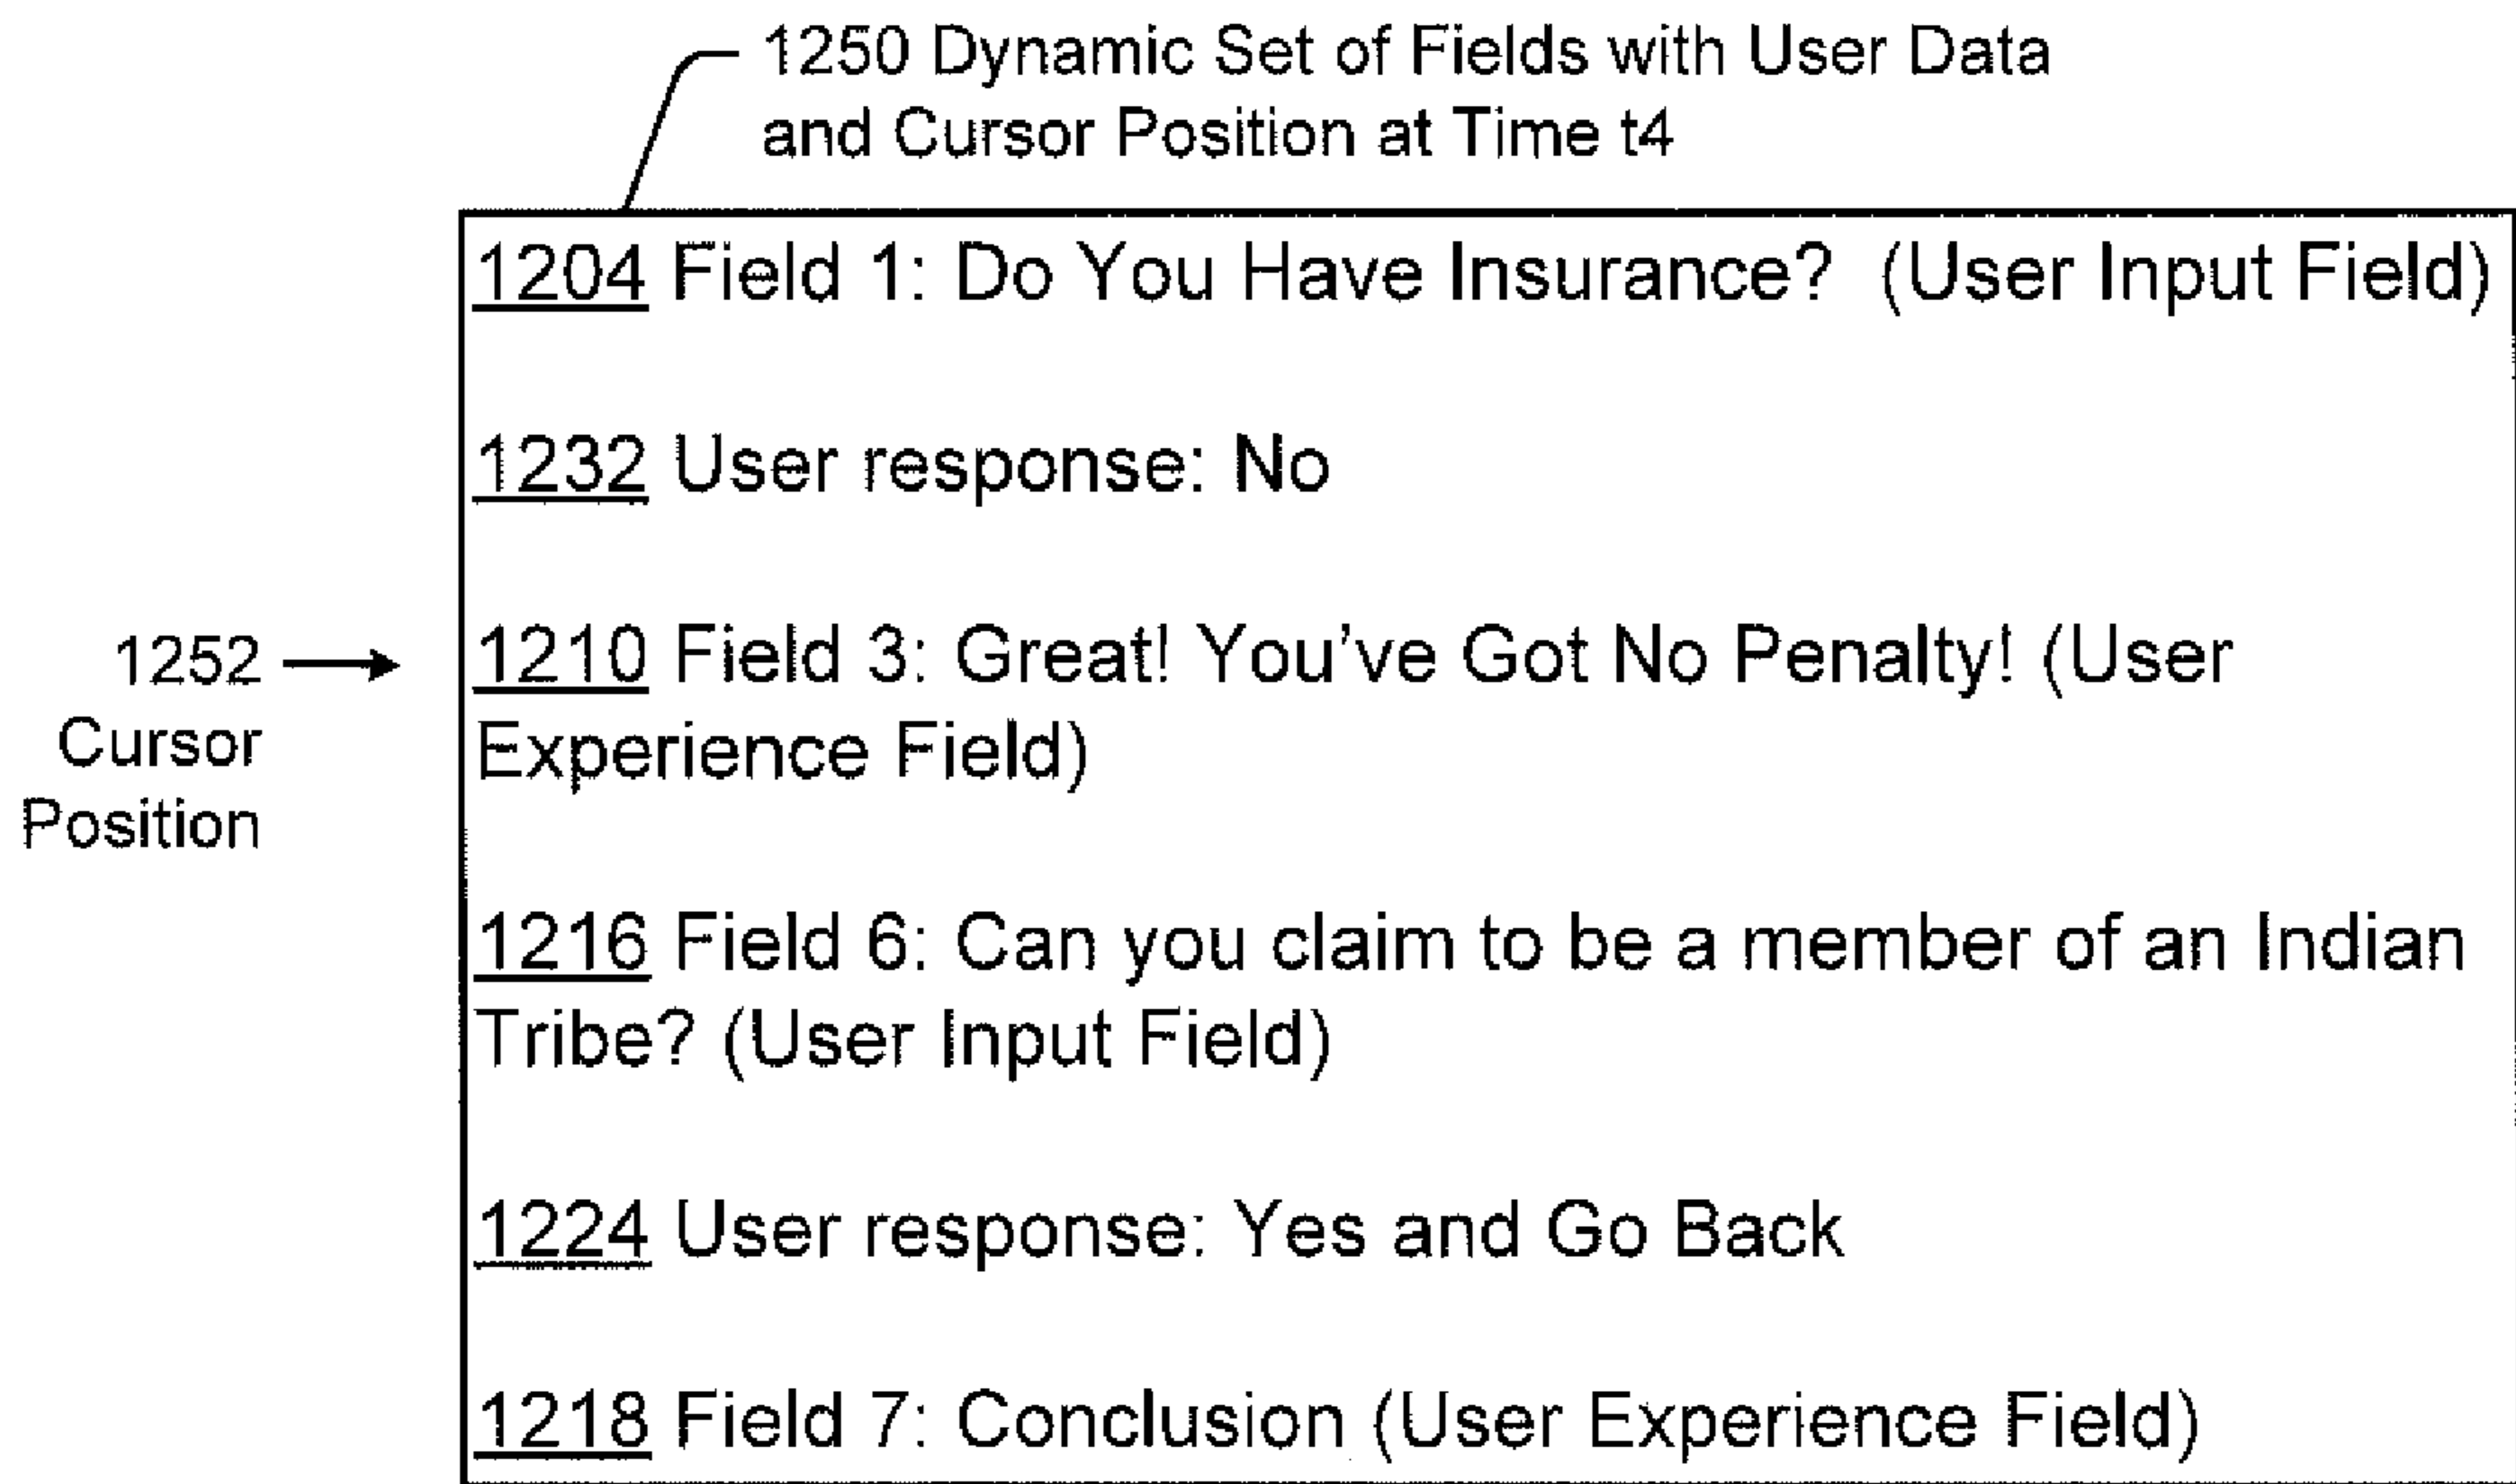 1250 Dynamic Set of Fields with User Data
and Cursor Position at Time t4
1204 Field 1: Do You Have Insurance? (User Input Field)
1232 User response: No
1252
Cursor
Position
1210 Field 3: Great! You've Got No Penalty! (User
Experience Field)
1216 Field 6: Can you claim to be a member of an Indian
Tribe? (User Input Field)
1224 User response: Yes and Go Back
1218 Field 7: Conclusion (User Experience Field)